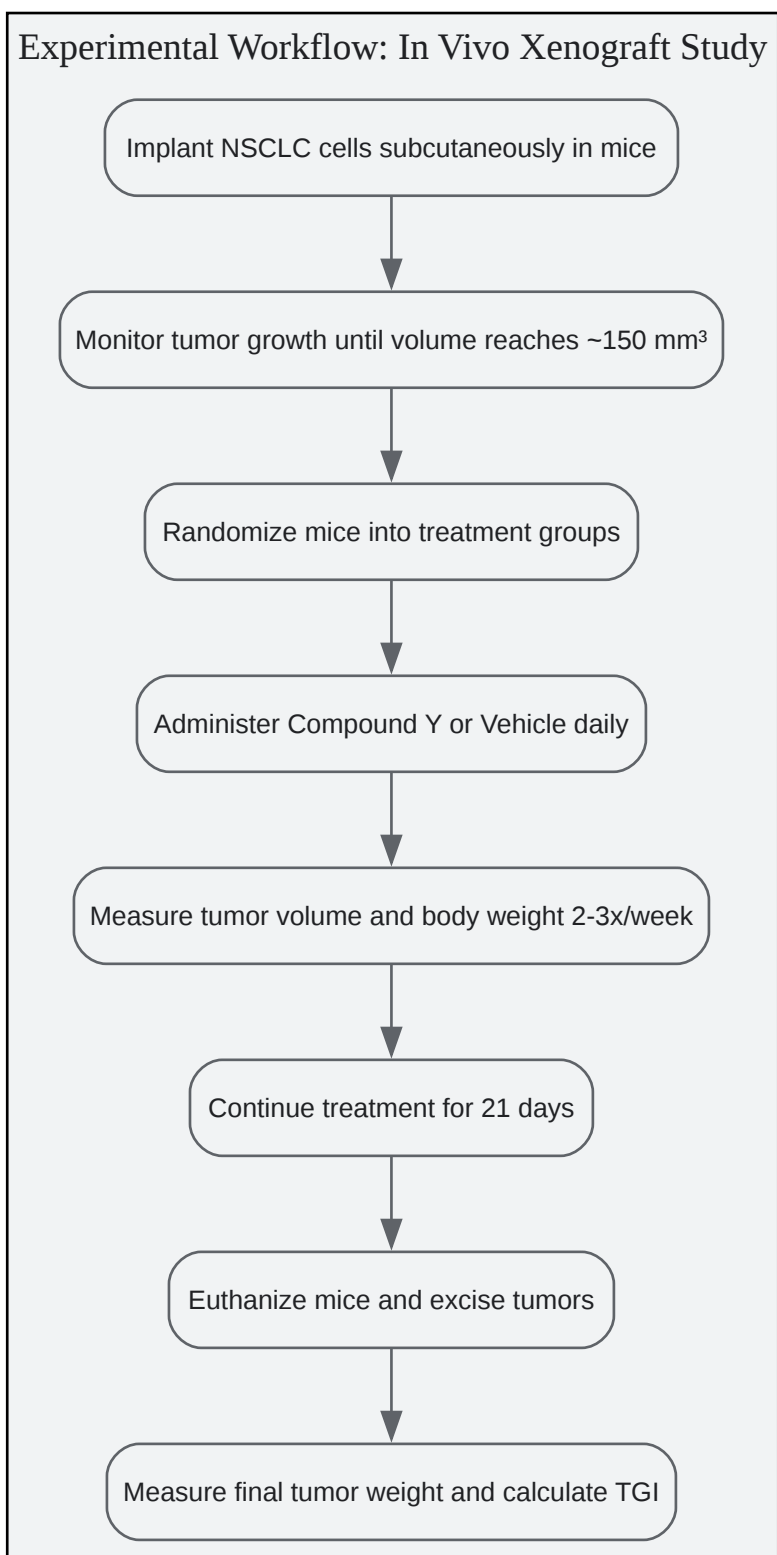 Experimental Workflow: In Vivo Xenograft Study
Implant NSCLC cells subcutaneously in mice
Monitor tumor growth until volume reaches ~150 mm³
Randomize mice into treatment groups
Administer Compound Y or Vehicle daily
Measure tumor volume and body weight 2-3x/week
Continue treatment for 21 days
Euthanize mice and excise tumors
Measure final tumor weight and calculate TGI